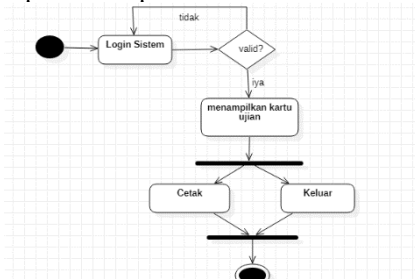 tidak
Login Sistem
valid?
iya
menampilkan kartu
ujian
Cetak
Keluar